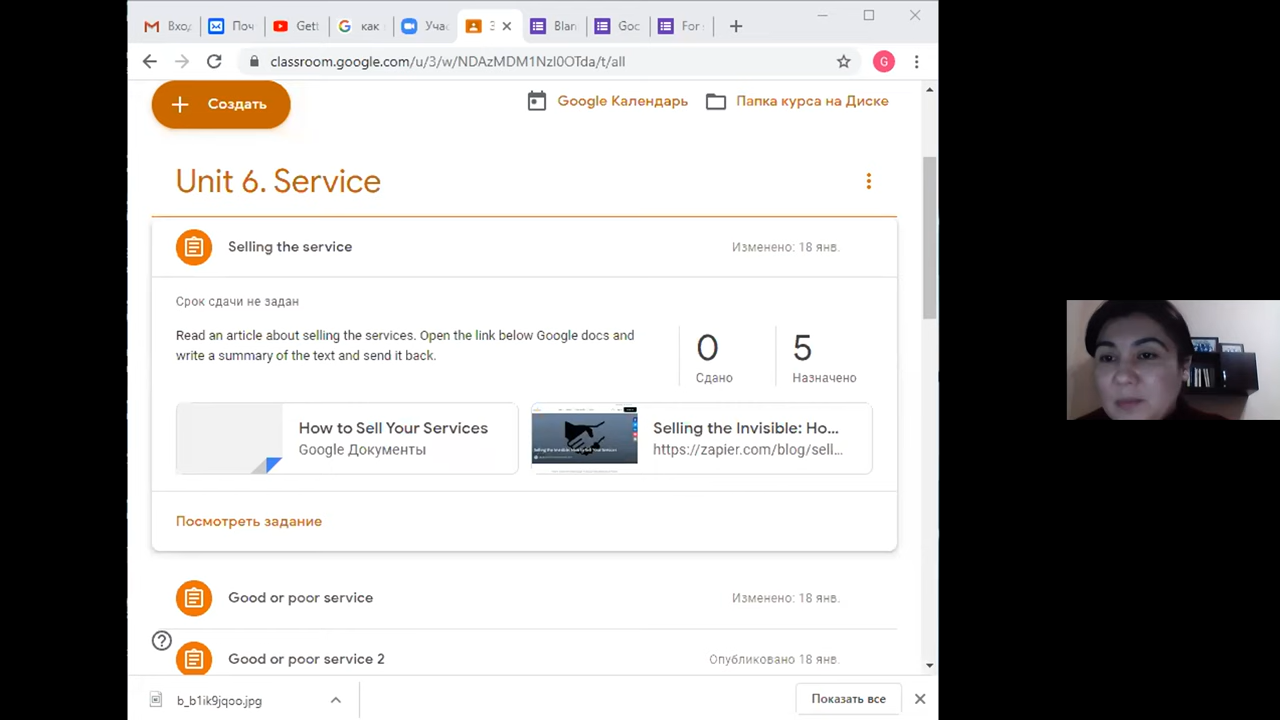 Вход
Поч
Gett
как
Учас
З
Blan
Goc
For
classroom.google.com/u/3/w/NDAzMDM1NzI0OTda/t/all
G
Создать
Google Календарь
Папка курса на Диске
Unit 6. Service
Selling the service
Изменено: 18 янв.
Срок сдачи не задан
Read an article about selling the services. Open the link below Google docs and
write a summary of the text and send it back.
0
Сдано
5
Назначено
How to Sell Your Services
Google Документы
Selling the Invisible: Ho...
https://zapier.com/blog/sell...
Посмотреть задание
Good or poor service
Изменено: 18 янв.
Good or poor service 2
Опубликовано 18 янв.
b_b1ik9jqoo.jpg
Показать все